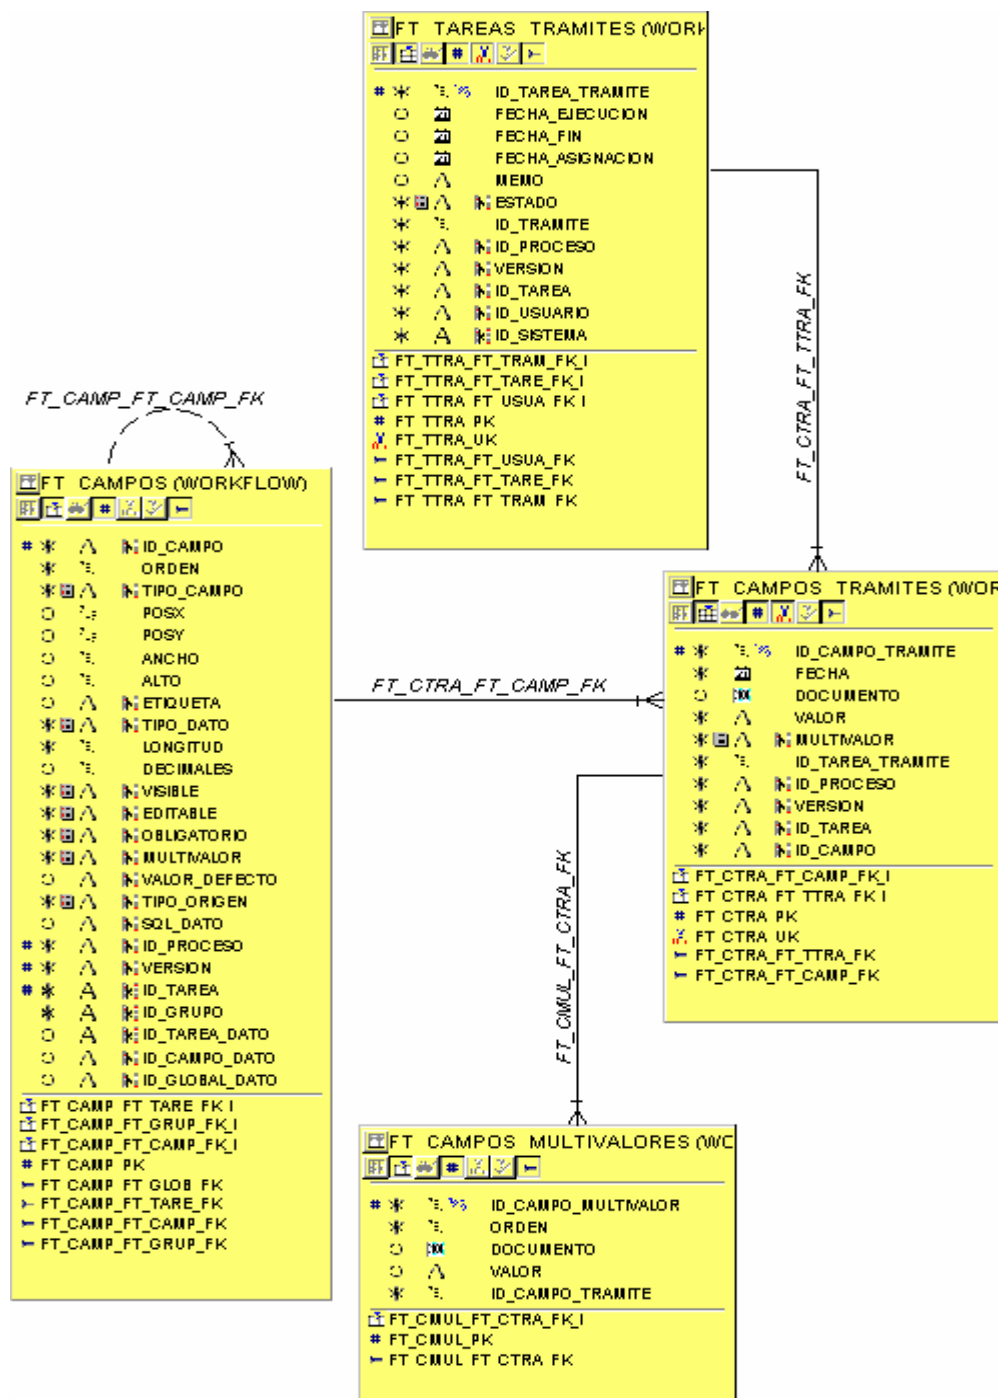 FT_TAREAS_TRAMITES (WORK
ID_TAREA_TRAMITE
FECHA_EJECUCION
FECHA_FIN
FECHA_ASIGNACION
MEMO
ESTADO
ID_TRAMITE
ID_PROCESO
VERSION
ID_TAREA
ID_USUARIO
ID_SISTEMA
FT_TTRA_FT_TRAM_FK_I
FT_TTRA_FT_TARE_FK_I
FT_TTRA_FT_USUA_FK_I
FT_TTRA_PK
FT_TTRA_UK
FT_TTRA_FT_USUA_FK
FT_TTRA_FT_TARE_FK
FT_TTRA_FT_TRAM_FK
FT_CTRA_FT_TTRA_FK
FT_CAMP_FT_CAMP_FK
FT_CAMPOS (WORKFLOW)
ID_CAMPO
ORDEN
TIPO_CAMPO
POSX
POSY
ANCHO
ALTO
ETIQUETA
TIPO_DATO
LONGITUD
DECIMALES
VISIBLE
EDITABLE
OBLIGATORIO
MULTIVALOR
VALOR_DEFECTO
TIPO_ORIGEN
SQL_DATO
ID_PROCESO
VERSION
ID_TAREA
ID_GRUPO
ID_TAREA_DATO
ID_CAMPO_DATO
ID_GLOBAL_DATO
FT_CAMP_FT_TARE_FK_I
FT_CAMP_FT_GRUP_FK_I
FT_CAMP_FT_CAMP_FK_I
FT_CAMP_PK
FT_CAMP_FT_GLOB_FK
FT_CAMP_FT_TARE_FK
FT_CAMP_FT_CAMP_FK
FT_CAMP_FT_GRUP_FK
FT_CTRA_FT_CAMP_FK
FT_CAMPOS_TRAMITES (WOR
ID_CAMPO_TRAMITE
FECHA
DOCUMENTO
VALOR
MULTIVALOR
ID_TAREA_TRAMITE
ID_PROCESO
VERSION
ID_TAREA
ID_CAMPO
FT_CTRA_FT_CAMP_FK_I
FT_CTRA_FT_TTRA_FK_I
FT_CTRA_PK
FT_CTRA_UK
FT_CTRA_FT_TTRA_FK
FT_CTRA_FT_CAMP_FK
FT_CMUL_FT_CTRA_FK
FT_CAMPOS_MULTIVALORES (WO
ID_CAMPO_MULTIVALOR
ORDEN
DOCUMENTO
VALOR
ID_CAMPO_TRAMITE
FT_CMUL_FT_CTRA_FK_I
FT_CMUL_PK
FT_CMUL_FT_CTRA_FK